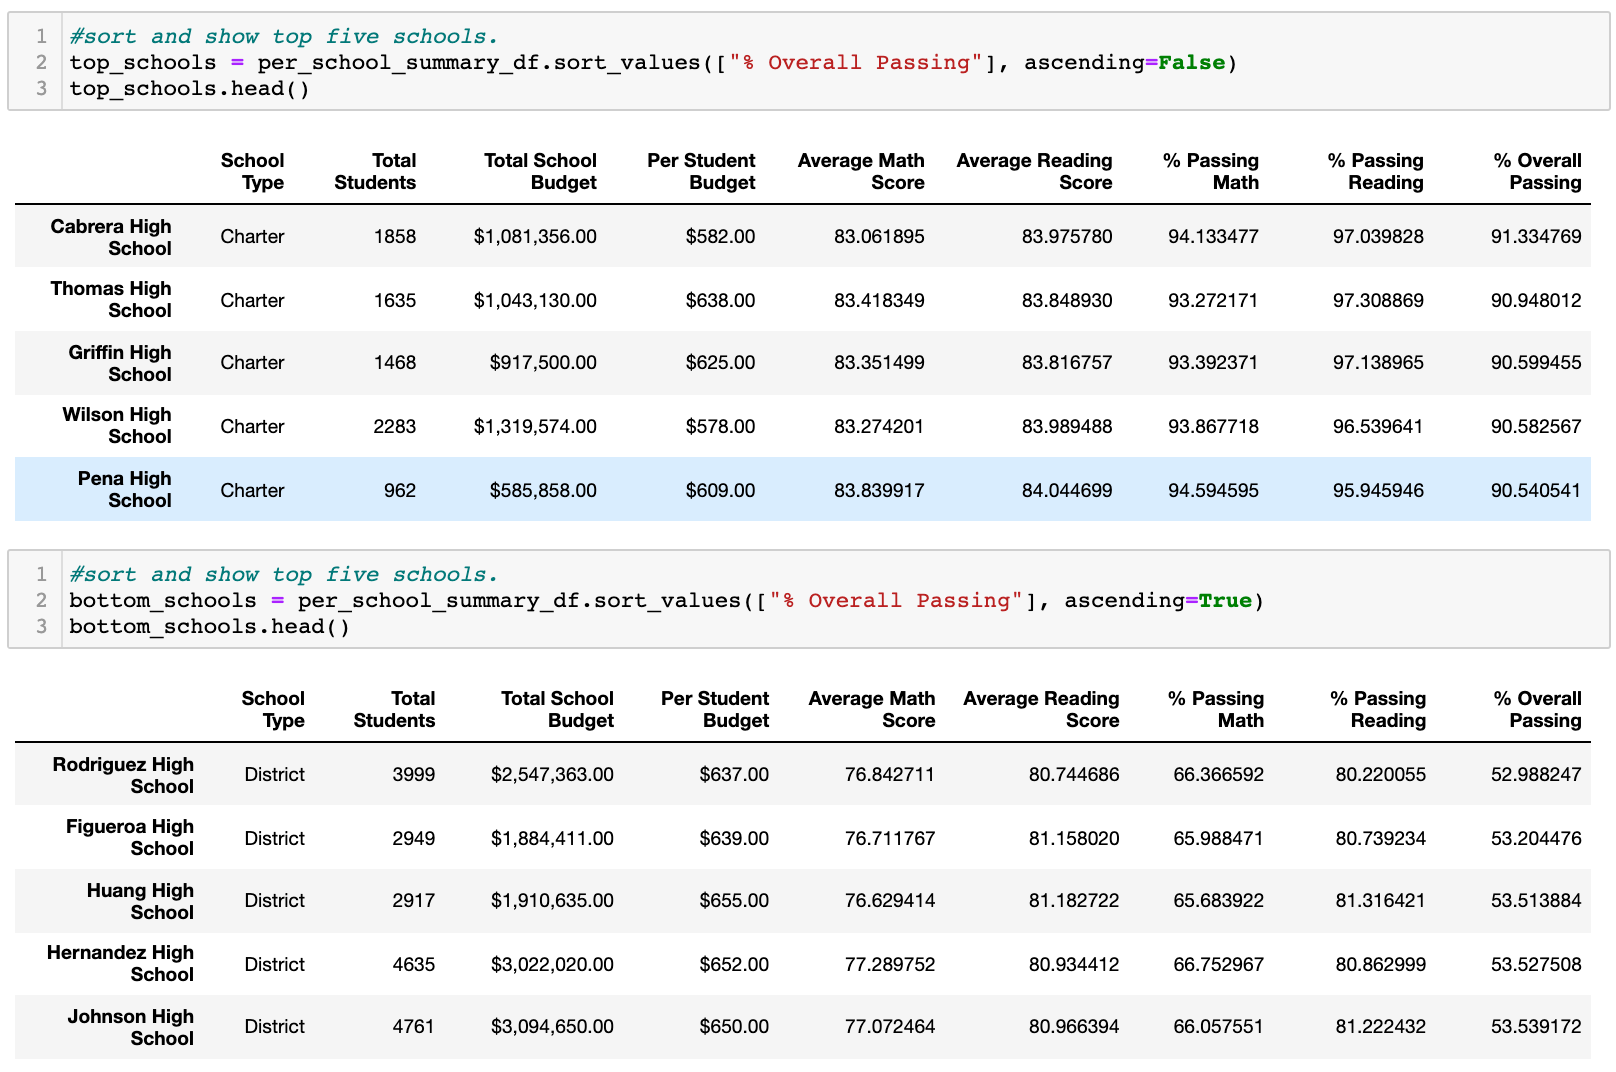 1 #sort and show top five schools.
2 top_schools = per_school_summary_df.sort_values(["% Overall Passing"], ascending=False)
3 top_schools.head()
School Total Total School Per Student Average Math Average Reading % Passing % Passing % Overall
Type Students Budget Budget Score Score Math Reading Passing
Cabrera High
School Charter 1858 $1,081,356.00 $582.00 83.061895 83.975780 94.133477 97.039828 91.334769
Thomas High
School Charter 1635 $1,043,130.00 $638.00 83.418349 83.848930 93.272171 97.308869 90.948012
Griffin High
School Charter 1468 $917,500.00 $625.00 83.351499 83.816757 93.392371 97.138965 90.599455
Wilson High
School Charter 2283 $1,319,574.00 $578.00 83.274201 83.989488 93.867718 96.539641 90.582567
Pena High
School Charter 962 $585,858.00 $609.00 83.839917 84.044699 94.594595 95.945946 90.540541
1 #sort and show top five schools.
2 bottom_schools = per_school_summary_df.sort_values(["% Overall Passing"], ascending=True)
3 bottom_schools.head()
School Total Total School Per Student Average Math Average Reading % Passing % Passing % Overall
Type Students Budget Budget Score Score Math Reading Passing
Rodriguez High
School District 3999 $2,547,363.00 $637.00 76.842711 80.744686 66.366592 80.220055 52.988247
Figueroa High
School District 2949 $1,884,411.00 $639.00 76.711767 81.158020 65.988471 80.739234 53.204476
Huang High
School District 2917 $1,910,635.00 $655.00 76.629414 81.182722 65.683922 81.316421 53.513884
Hernandez High
School District 4635 $3,022,020.00 $652.00 77.289752 80.934412 66.752967 80.862999 53.527508
Johnson High
School District 4761 $3,094,650.00 $650.00 77.072464 80.966394 66.057551 81.222432 53.539172